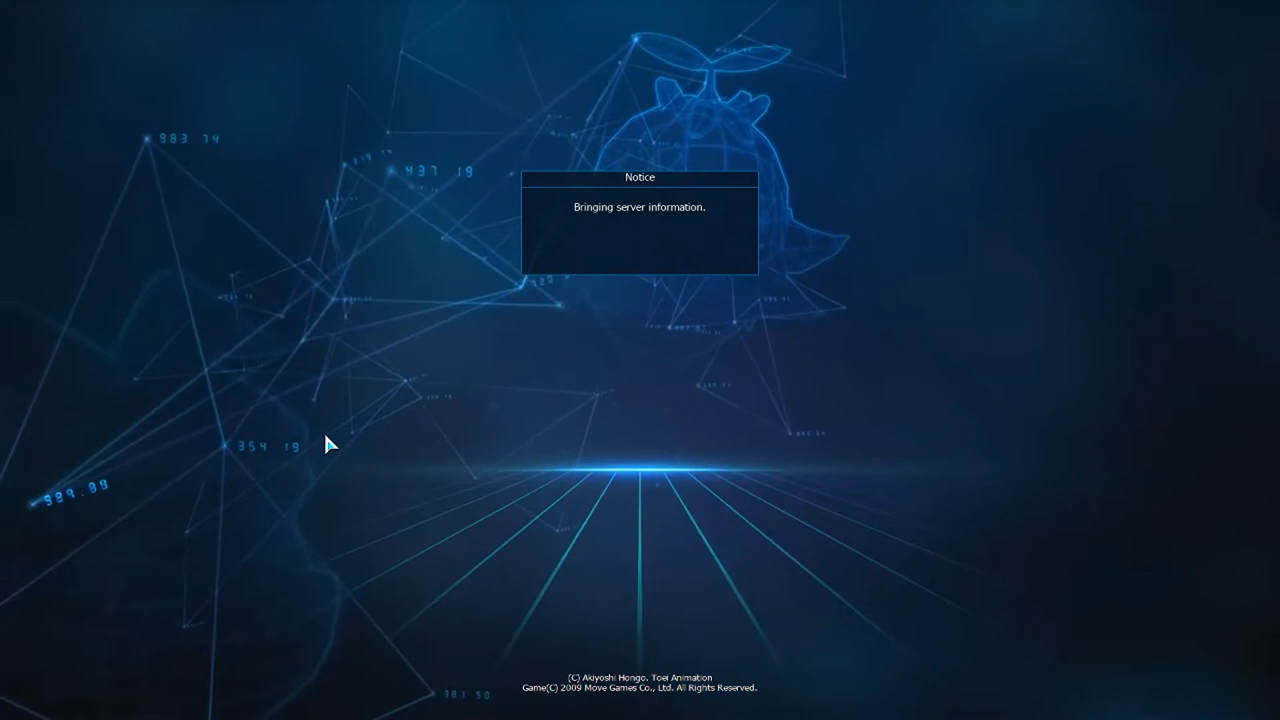 983 74
437 19
Notice
Bringing server information.
354 19
989.08
981 50
(C) Akiyoshi Hongo. Toei Animation
Game(C) 2009 Move Games Co., Ltd. All Rights Reserved.